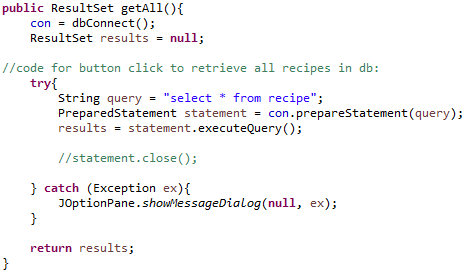 public ResultSet getAll(){
    con = dbConnect();
    ResultSet results = null;

//code for button click to retrieve all recipes in db:
    try{
        String query = "select * from recipe";
        PreparedStatement statement = con.prepareStatement(query);
        results = statement.executeQuery();

        //statement.close();

    } catch (Exception ex){
        JOptionPane.showMessageDialog(null, ex);
    }

    return results;
}